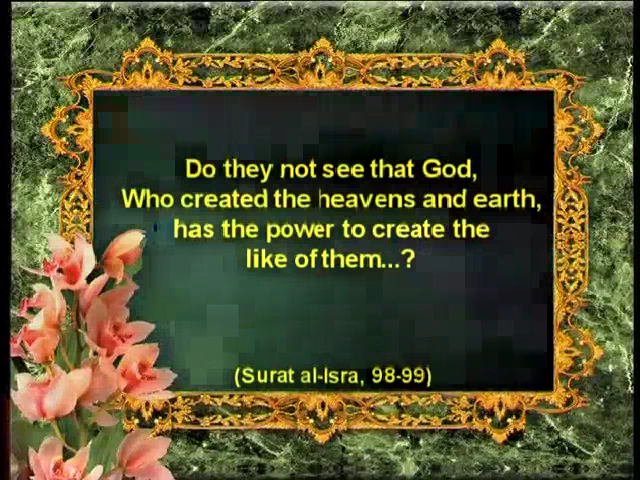 Do they not see that God,
Who created the heavens and earth,
has the power to create the
like of them...?
(Surat al-Isra, 98-99)